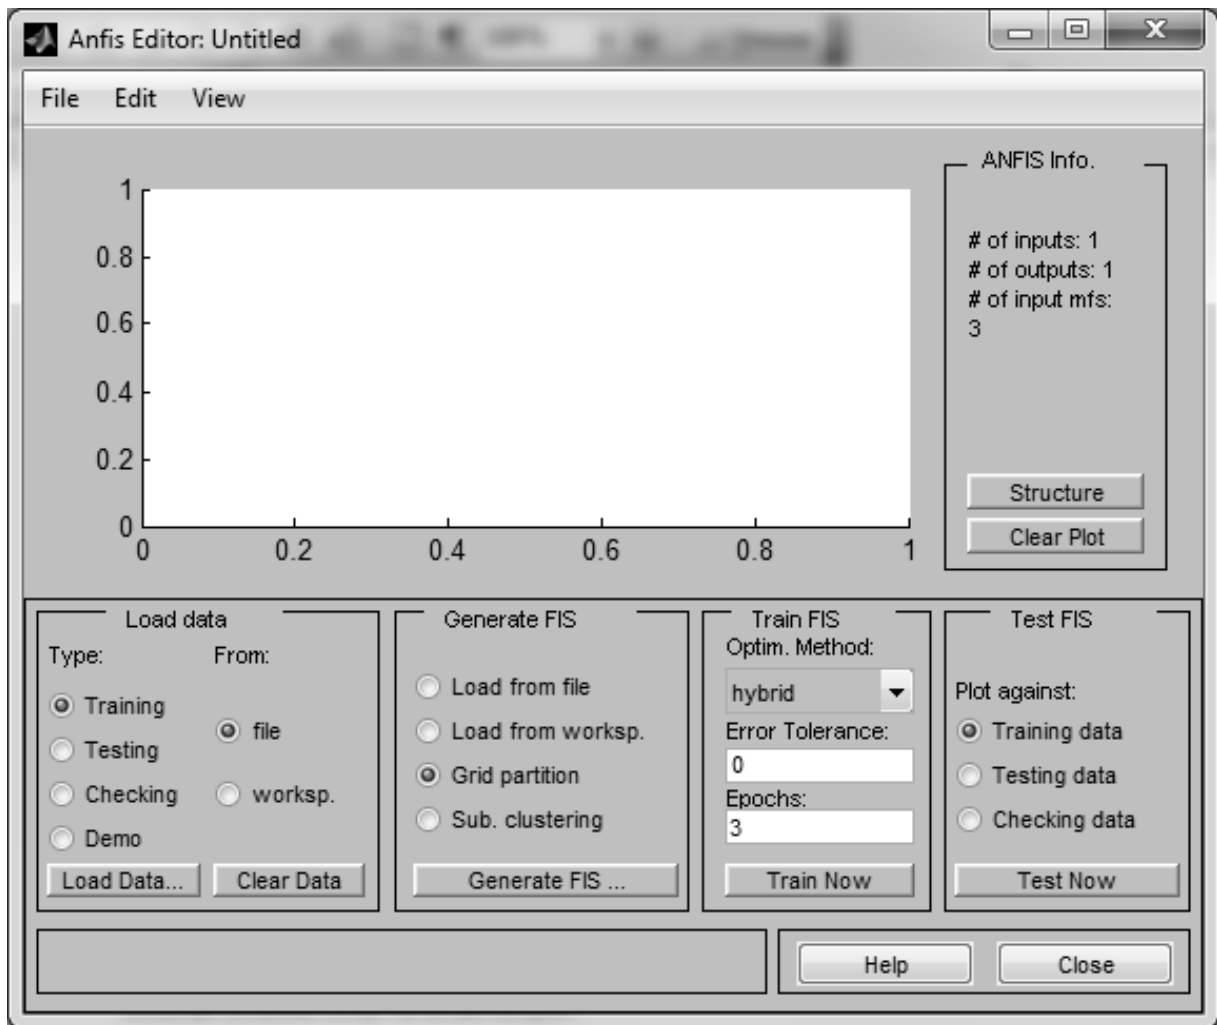 Anfis Editor: Untitled
File Edit View
ANFIS Info.
# of inputs: 1
# of outputs: 1
# of input mfs:
3
Structure
Clear Plot
1
0.8
0.6
0.4
0.2
0
0 0.2 0.4 0.6 0.8 1
Load data
Type: From:
Training
file
Testing
Checking
worksp.
Demo
Load Data... Clear Data
Generate FIS
Load from file
Load from worksp.
Grid partition
Sub. clustering
Generate FIS ...
Train FIS
Optim. Method:
hybrid
Error Tolerance:
0
Epochs:
3
Train Now
Test FIS
Plot against:
Training data
Testing data
Checking data
Test Now
Help Close